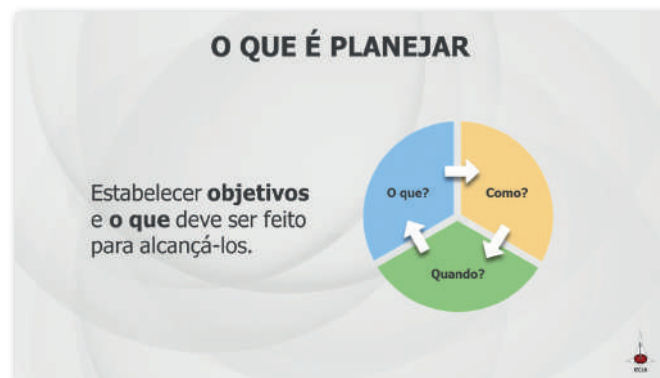 O QUE É PLANEJAR
Estabelecer objetivos
e o que deve ser feito
para alcançá-los.
O que?
Como?
Quando?